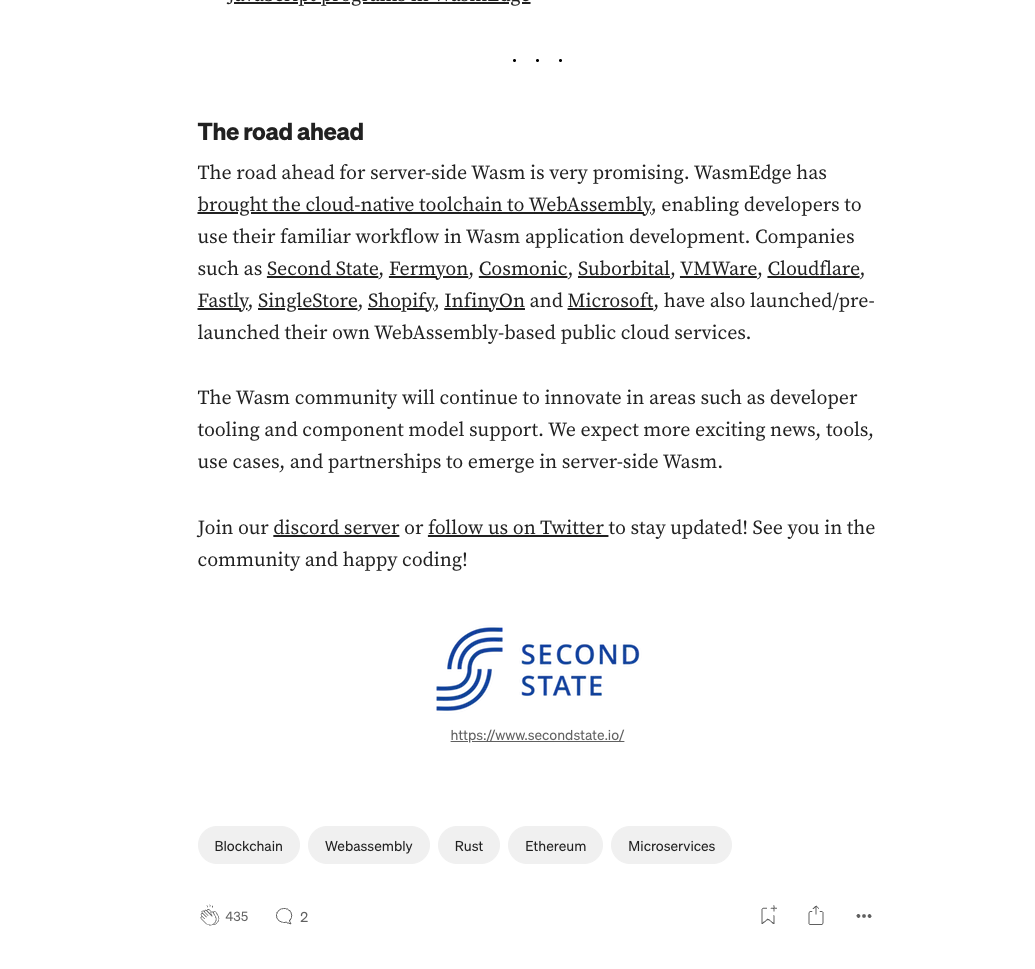 JavaScript programs in WasmEdge
. . .
The road ahead
The road ahead for server-side Wasm is very promising. WasmEdge has
brought the cloud-native toolchain to WebAssembly, enabling developers to
use their familiar workflow in Wasm application development. Companies
such as Second State, Fermyon, Cosmonic, Suborbital, VMWare, Cloudflare,
Fastly, SingleStore, Shopify, InfinyOn and Microsoft, have also launched/pre-
launched their own WebAssembly-based public cloud services.
The Wasm community will continue to innovate in areas such as developer
tooling and component model support. We expect more exciting news, tools,
use cases, and partnerships to emerge in server-side Wasm.
Join our discord server or follow us on Twitter to stay updated! See you in the
community and happy coding!
SECOND
STATE
https://www.secondstate.io/
Blockchain Webassembly Rust Ethereum Microservices
435 2